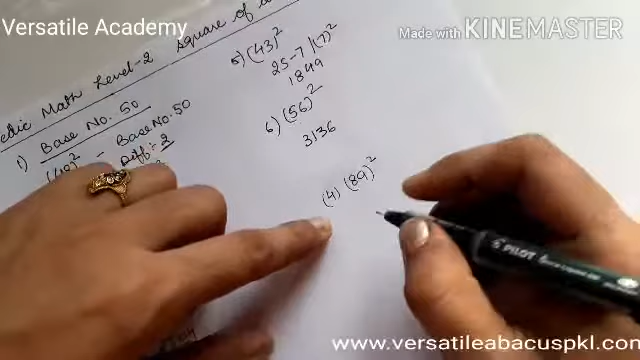 Versatile Academy
Made with KINEMASTER
Math Level-2 Square of a
1) Base No. 50
(48)² - Base No. 50
Diff:- 2
5) (43)²
25-7 | (7)²
1849
6) (56)²
3136
(4) (89)²
PILOT
www.versatileabacuspkl.com